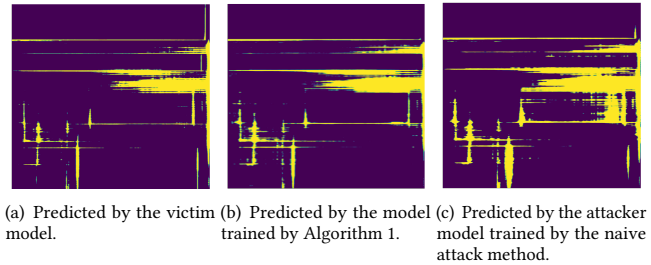 (a) Predicted by the victim model.
(b) Predicted by the model trained by Algorithm 1.
(c) Predicted by the attacker model trained by the naive attack method.